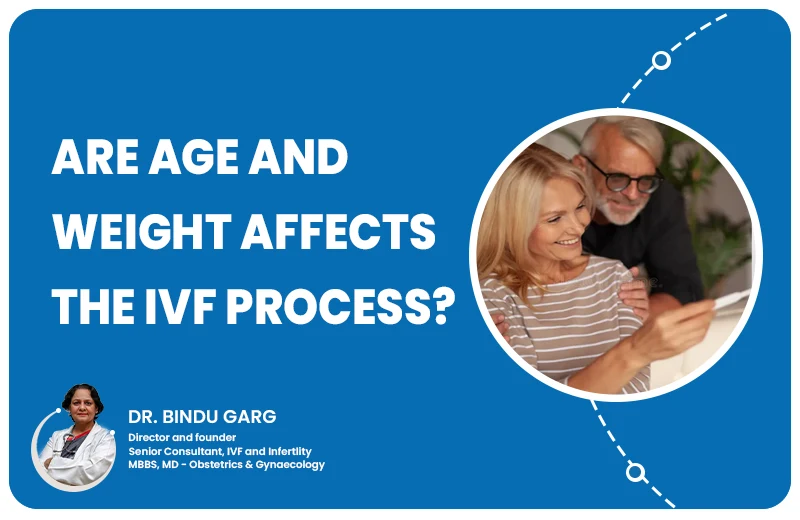 ARE AGE AND
WEIGHT AFFECTS
THE IVF PROCESS?
DR. BINDU GARG
Director and founder
Senior Consultant, IVF and Infertlity
MBBS, MD - Obstetrics & Gynaecology